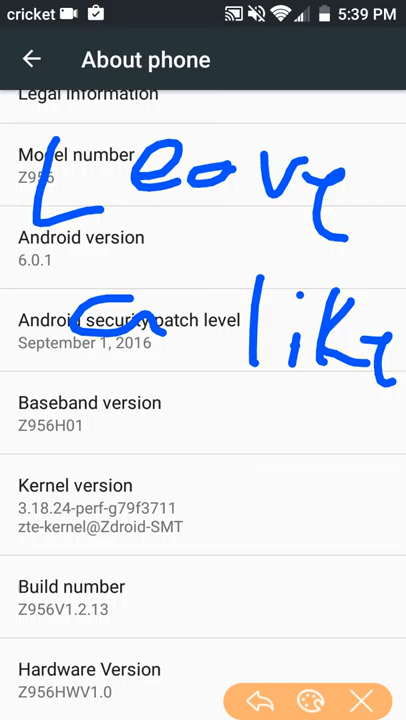 cricket 5:39 PM
About phone
Legal information
Model number
Z956
Leave
Android version
6.0.1
a like
Android security patch level
September 1, 2016
Baseband version
Z956H01
Kernel version
3.18.24-perf-g79f3711
zte-kernel@Zdroid-SMT
Build number
Z956V1.2.13
Hardware Version
Z956HWV1.0